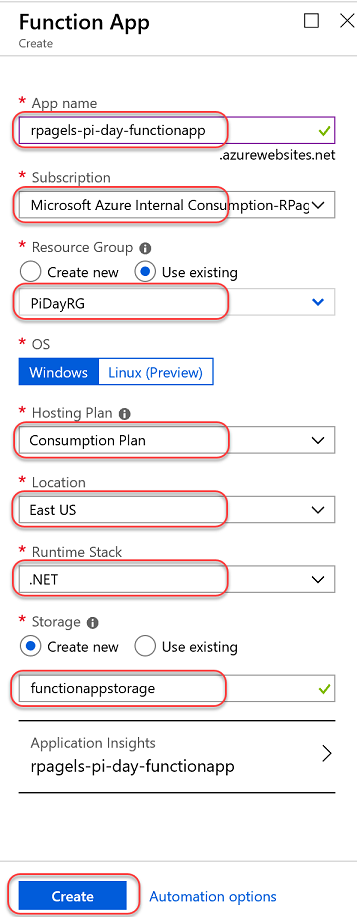 Function App
Create
* App name
rpagels-pi-day-functionapp
.azurewebsites.net
* Subscription
Microsoft Azure Internal Consumption-RPag
* Resource Group
Create new Use existing
PiDayRG
* OS
Windows Linux (Preview)
* Hosting Plan
Consumption Plan
* Location
East US
* Runtime Stack
.NET
* Storage
Create new Use existing
functionappstorage
Application Insights
rpagels-pi-day-functionapp
Create Automation options